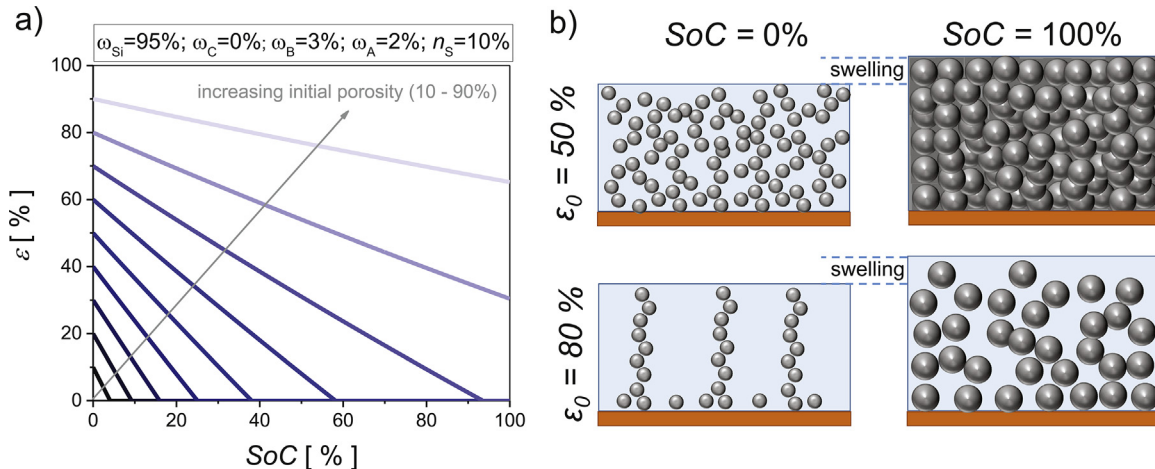 a)
ω_Si=95%; ω_C=0%; ω_B=3%; ω_A=2%; n_S=10%
100
80
60
40
20
0
ε [ % ]
increasing initial porosity (10 - 90%)
0 20 40 60 80 100
SoC [ % ]
b)
SoC = 0%
SoC = 100%
swelling
ε₀ = 50 %
swelling
ε₀ = 80 %